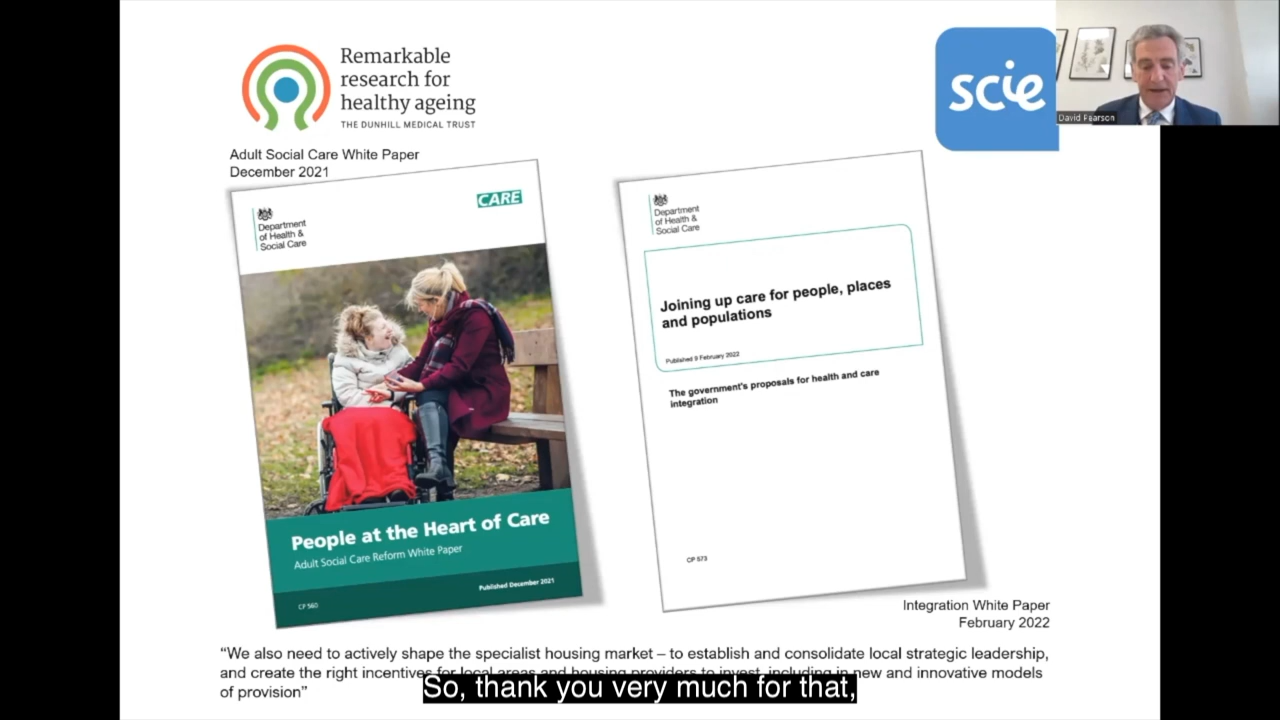 Remarkable
research for
healthy ageing
THE DUNHILL MEDICAL TRUST
scie
David Pearson
Adult Social Care White Paper
December 2021
CARE
Department
of Health &
Social Care
People at the Heart of Care
Adult Social Care Reform White Paper
Published December 2021
CP 560
Department
of Health &
Social Care
Joining up care for people, places
and populations
Published 9 February 2022
The government's proposals for health and care
integration
CP 573
Integration White Paper
February 2022
“We also need to actively shape the specialist housing market – to establish and consolidate local strategic leadership,
and create the right incentives for local areas and housing providers to invest, including in new and innovative models
of provision”
So, thank you very much for that,